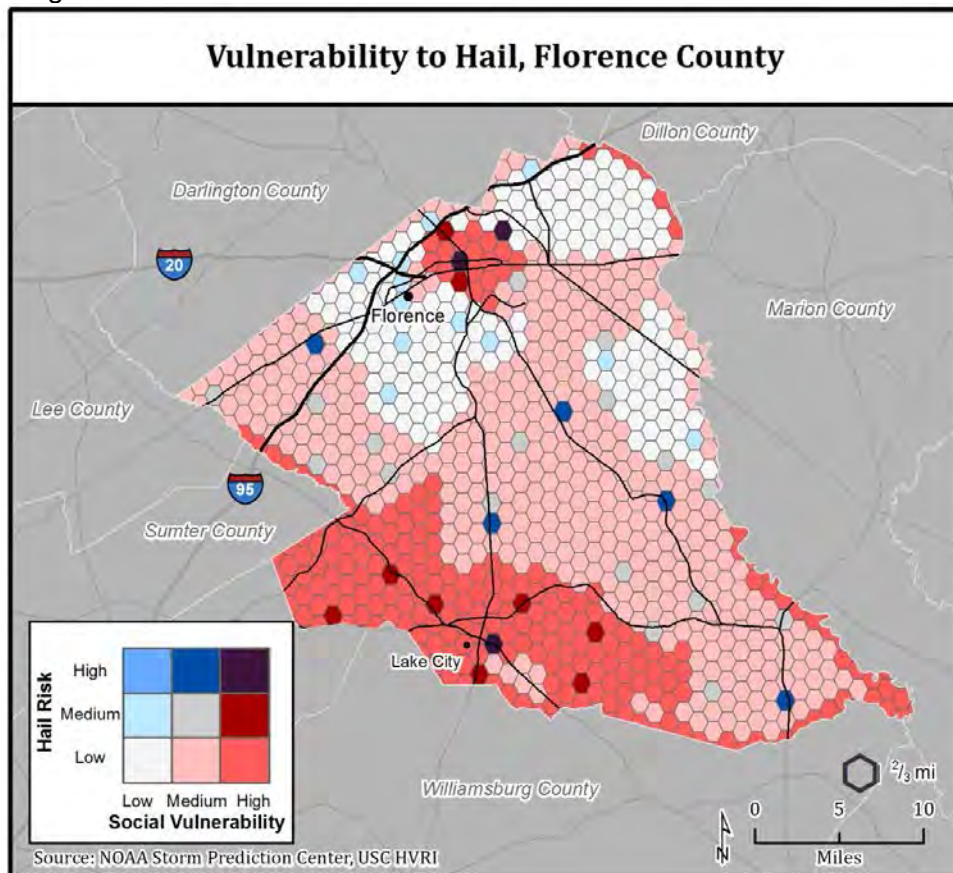 Vulnerability to Hail, Florence County
Dillon County
Darlington County
20
Marion County
Florence
Lee County
95
Sumter County
Lake City
High
Medium
Low
Hail Risk
Low Medium High
Social Vulnerability
Williamsburg County
2/3 mi
0 5 10
Miles
N
Source: NOAA Storm Prediction Center, USC HVRI